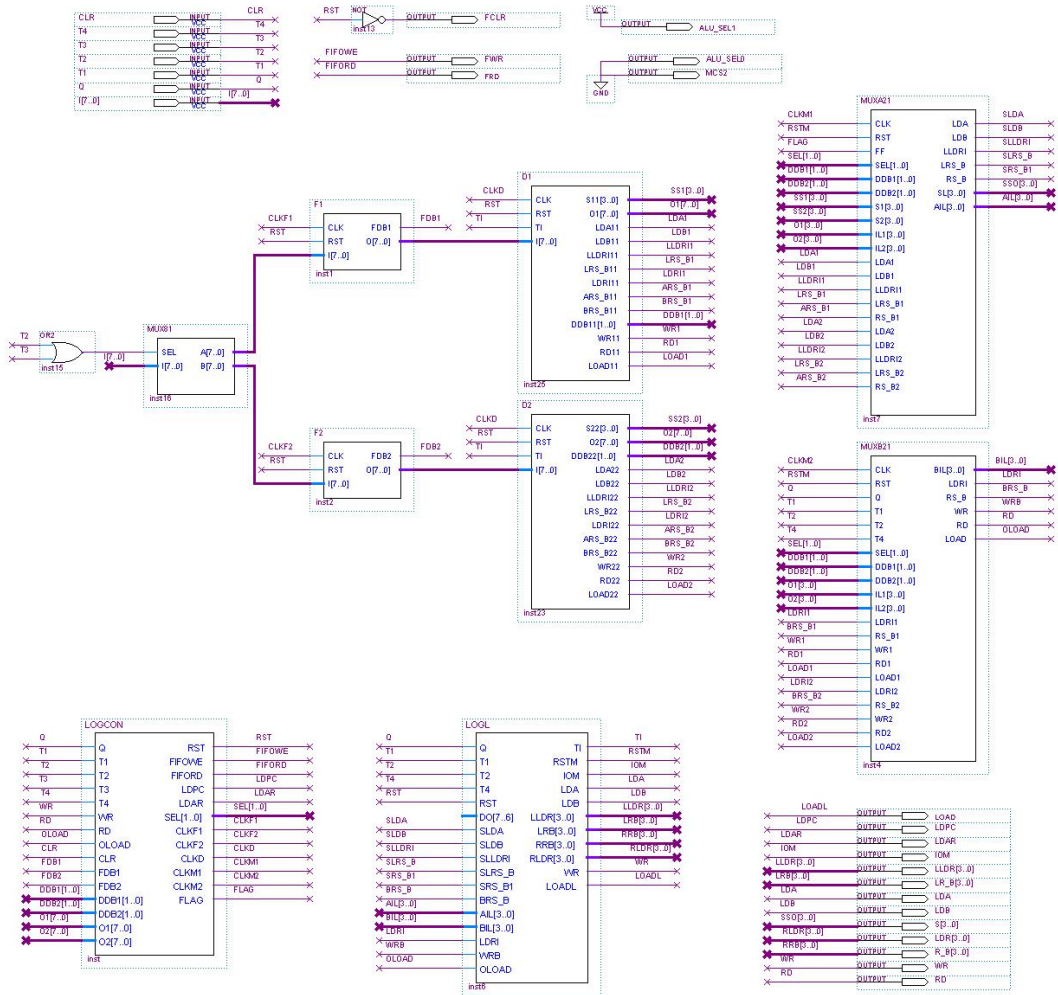 CLR INPUT VCC CLR
T4 INPUT VCC T4
T3 INPUT VCC T3
T2 INPUT VCC T2
T1 INPUT VCC T1
Q INPUT VCC Q
I[7..0] INPUT VCC I[7..0]
RST NOT OUTPUT FCLR
inst13
FIFOWE OUTPUT FWR
FIFORD OUTPUT FRD
VCC
OUTPUT ALU_SEL1
OUTPUT ALU_SEL0
OUTPUT MCS2
GND
T2
T3
OR2
inst15
MUX81
I[7..0]
SEL A[7..0]
I[7..0] B[7..0]
inst16
F1
CLKF1 CLK FDB1 FDB1
RST RST O[7..0]
I[7..0]
inst1
F2
CLKF2 CLK FDB2 FDB2
RST RST O[7..0]
I[7..0]
inst2
D1
CLKD CLK S11[3..0] SS1[3..0]
RST RST O1[7..0] O1[7..0]
TI TI LDA11 LDA1
I[7..0] LDB11 LDB1
LLDRI11 LLDRI1
LRS_B11 LRS_B1
LDRI11 LDRI1
ARS_B11 ARS_B1
BRS_B11 BRS_B1
DDB11[1..0] DDB1[1..0]
WR11 WR1
RD11 RD1
LOAD11 LOAD1
inst25
D2
CLKD CLK S22[3..0] SS2[3..0]
RST RST O2[7..0] O2[7..0]
TI TI DDB22[1..0] DDB2[1..0]
I[7..0] LDA22 LDA2
LDB22 LDB2
LLDRI22 LLDRI2
LRS_B22 LRS_B2
LDRI22 LDRI2
ARS_B22 ARS_B2
BRS_B22 BRS_B2
WR22 WR2
RD22 RD2
LOAD22 LOAD2
inst23
MUXA21
CLKM1 CLK LDA SLDA
RSTM RST LDB SLDB
FLAG FF LLDRI SLLDRI
SEL[1..0] SEL[1..0] LRS_B SLRS_B
DDB1[1..0] DDB1[1..0] RS_B SRS_B1
DDB2[1..0] DDB2[1..0] SL[3..0] SSO[3..0]
SS1[3..0] S1[3..0] AIL[3..0] AIL[3..0]
SS2[3..0] S2[3..0]
O1[3..0] IL1[3..0]
O2[3..0] IL2[3..0]
LDA1 LDA1
LDB1 LDB1
LLDRI1 LLDRI1
LRS_B1 LRS_B1
ARS_B1 RS_B1
LDA2 LDA2
LDB2 LDB2
LLDRI2 LLDRI2
LRS_B2 LRS_B2
ARS_B2 RS_B2
inst7
MUXB21
CLKM2 CLK BIL[3..0] BIL[3..0]
RSTM RST LDRI LDRI
Q Q RS_B BRS_B
T1 T1 WR WRB
T2 T2 RD RD
T4 T4 LOAD OLOAD
SEL[1..0] SEL[1..0]
DDB1[1..0] DDB1[1..0]
DDB2[1..0] DDB2[1..0]
O1[3..0] IL1[3..0]
O2[3..0] IL2[3..0]
LDRI1 LDRI1
BRS_B1 RS_B1
WR1 WR1
RD1 RD1
LOAD1 LOAD1
LDRI2 LDRI2
BRS_B2 RS_B2
WR2 WR2
RD2 RD2
LOAD2 LOAD2
inst4
LOGCON
Q Q RST RST
T1 T1 FIFOWE FIFOWE
T2 T2 FIFORD FIFORD
T3 T3 LDPC LDPC
T4 T4 LDAR LDAR
WR WR SEL[1..0] SEL[1..0]
RD RD CLKF1 CLKF1
OLOAD OLOAD CLKF2 CLKF2
CLR CLR CLKD CLKD
FDB1 FDB1 CLKM1 CLKM1
FDB2 FDB2 CLKM2 CLKM2
DDB1[1..0] DDB1[1..0] FLAG FLAG
DDB2[1..0] DDB2[1..0]
O1[7..0] O1[7..0]
O2[7..0] O2[7..0]
inst
LOGL
Q Q TI TI
T1 T1 RSTM RSTM
T2 T2 IOM IOM
T4 T4 LDA LDA
RST RST LDB LDB
DO[7..6] LLDR[3..0] LLDR[3..0]
SLDA SLDA LRB[3..0] LRB[3..0]
SLDB SLDB RRB[3..0] RRB[3..0]
SLLDRI SLLDRI RLDR[3..0] RLDR[3..0]
SLRS_B SLRS_B WR WR
SRS_B1 SRS_B1 LOADL LOADL
BRS_B BRS_B
AIL[3..0] AIL[3..0]
BIL[3..0] BIL[3..0]
LDRI LDRI
WRB WRB
OLOAD OLOAD
inst6
LOADL OUTPUT LOAD
LDPC OUTPUT LDPC
LDAR OUTPUT LDAR
IOM OUTPUT IOM
LLDR[3..0] OUTPUT LLDR[3..0]
LRB[3..0] OUTPUT LR_B[3..0]
LDA OUTPUT LDA
LDB OUTPUT LDB
SSO[3..0] OUTPUT S[3..0]
RLDR[3..0] OUTPUT LDR[3..0]
RRB[3..0] OUTPUT R_B[3..0]
WR OUTPUT WR
RD OUTPUT RD